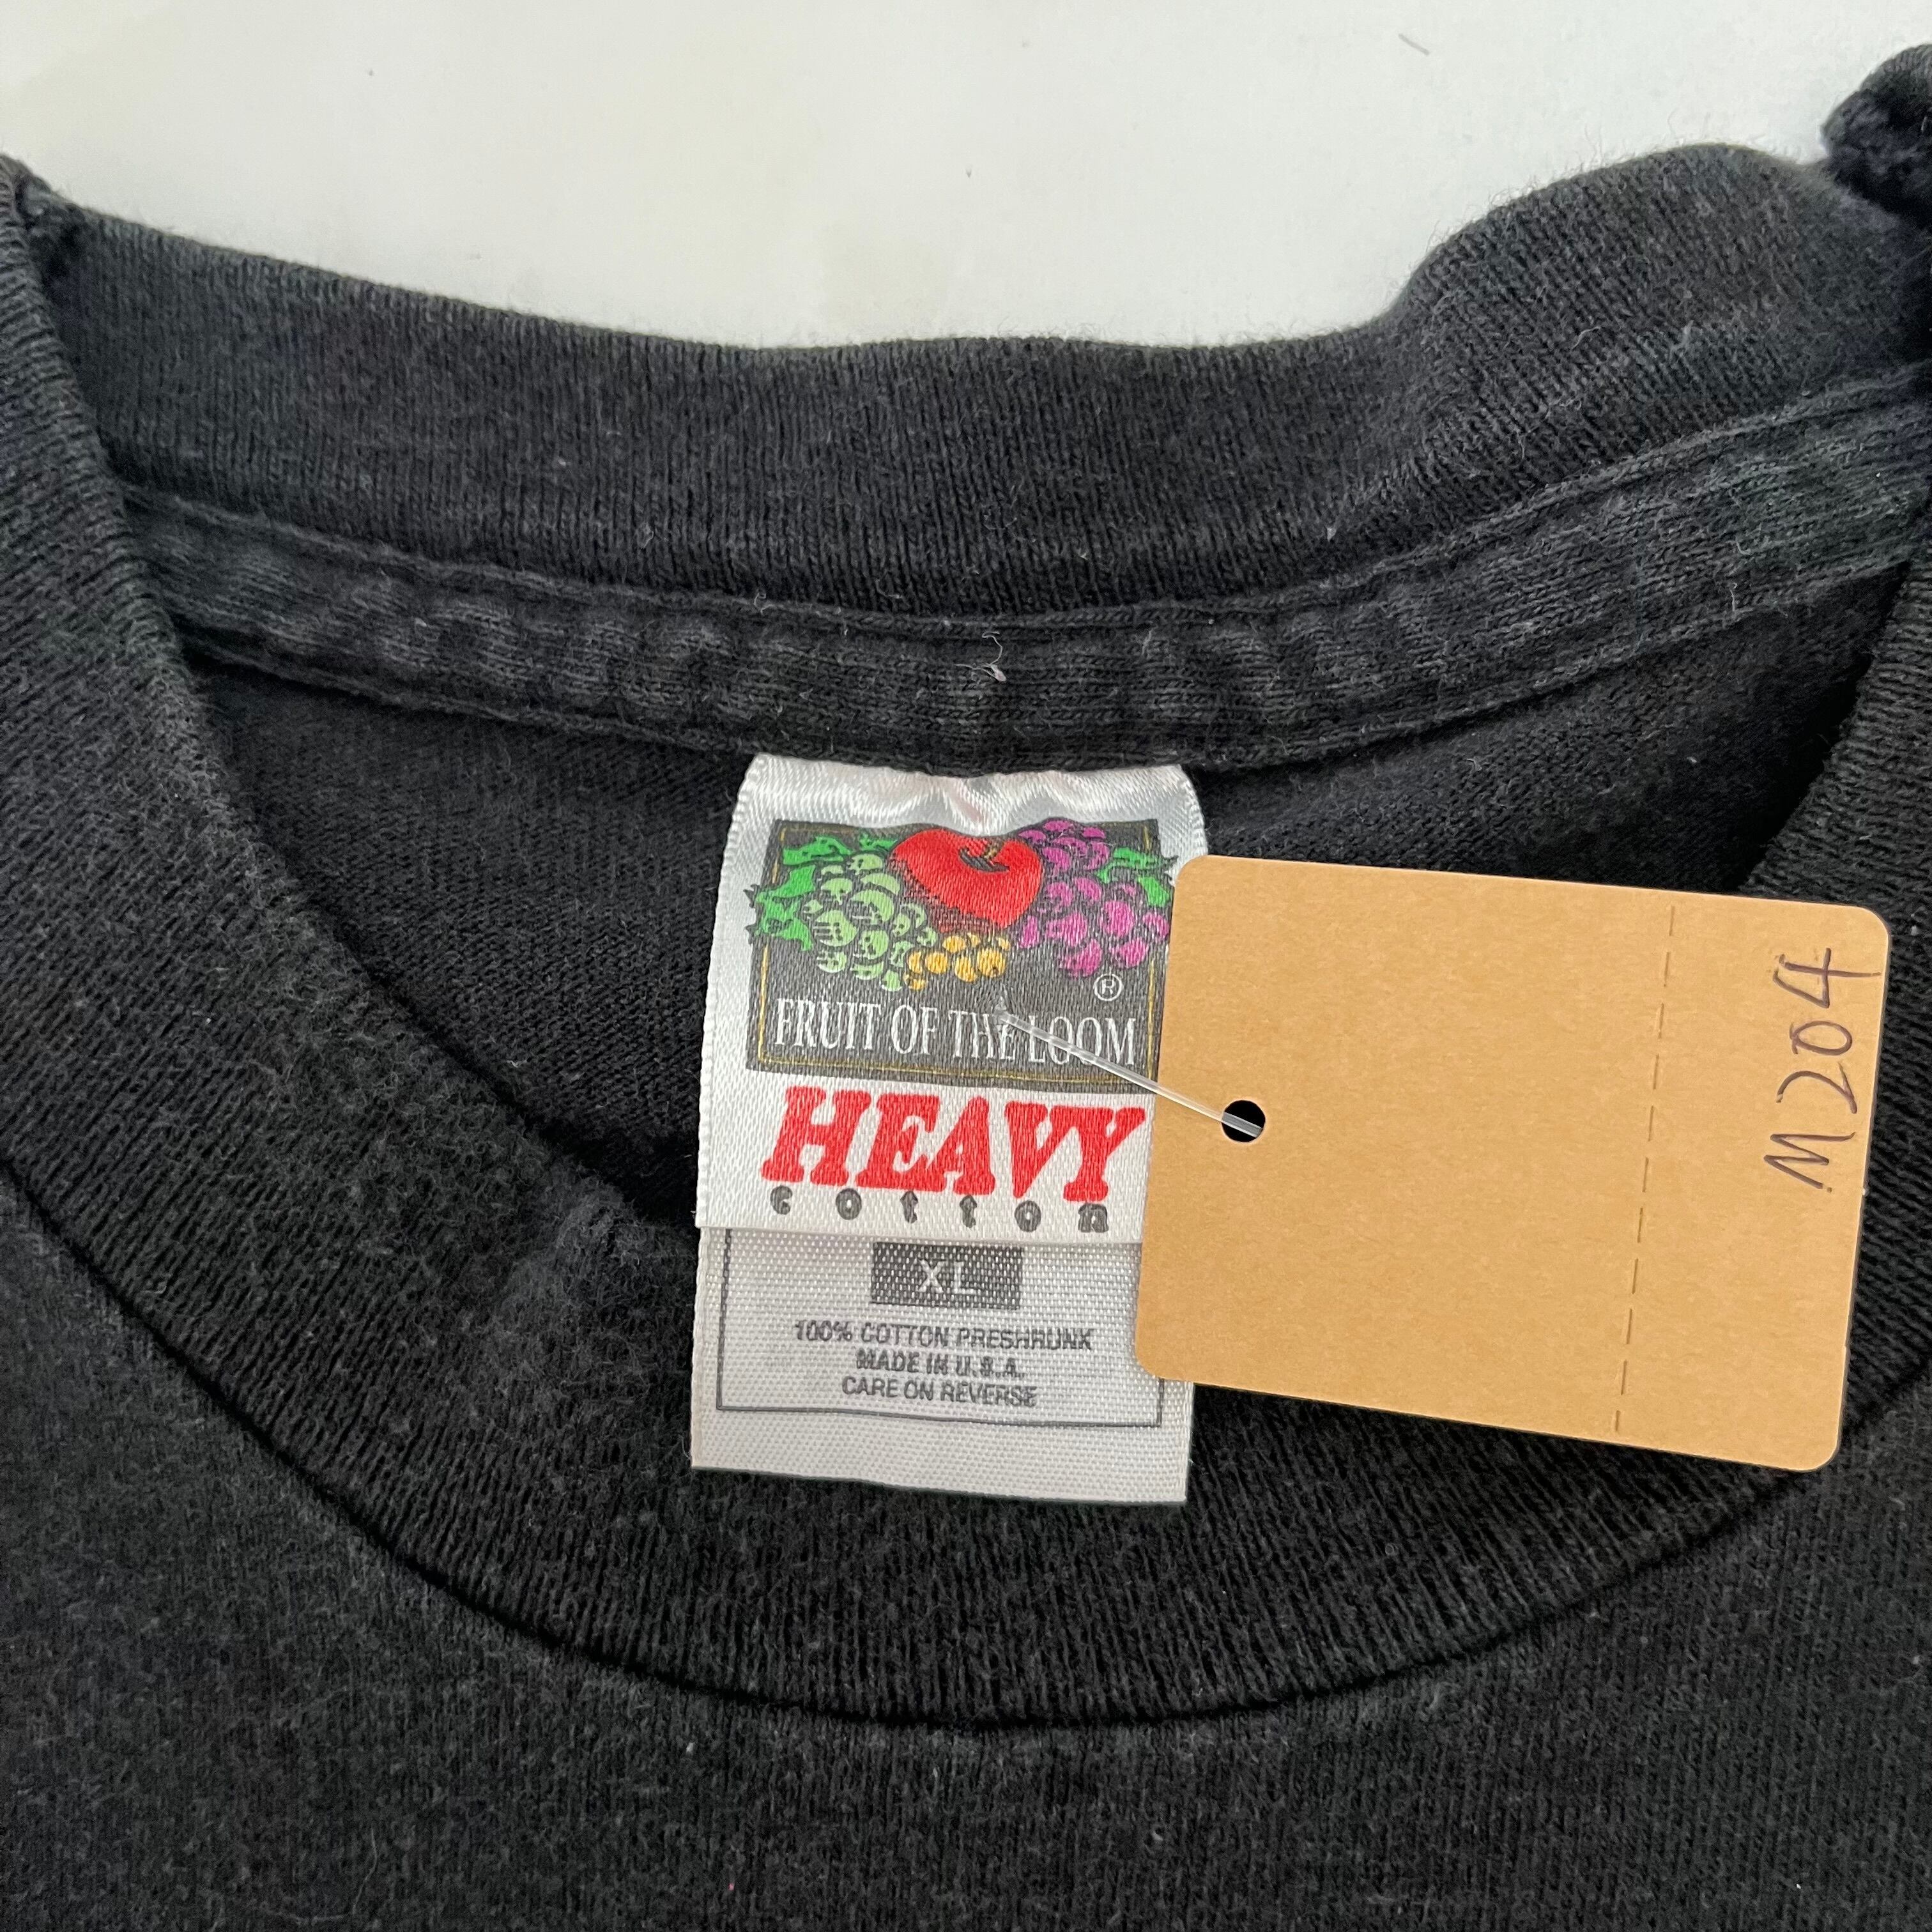 ®
FRUIT OF THE LOOM
HEAVY
cotton
XL
100% COTTON PRESHRUNK
MADE IN U.S.A.
CARE ON REVERSE
M204